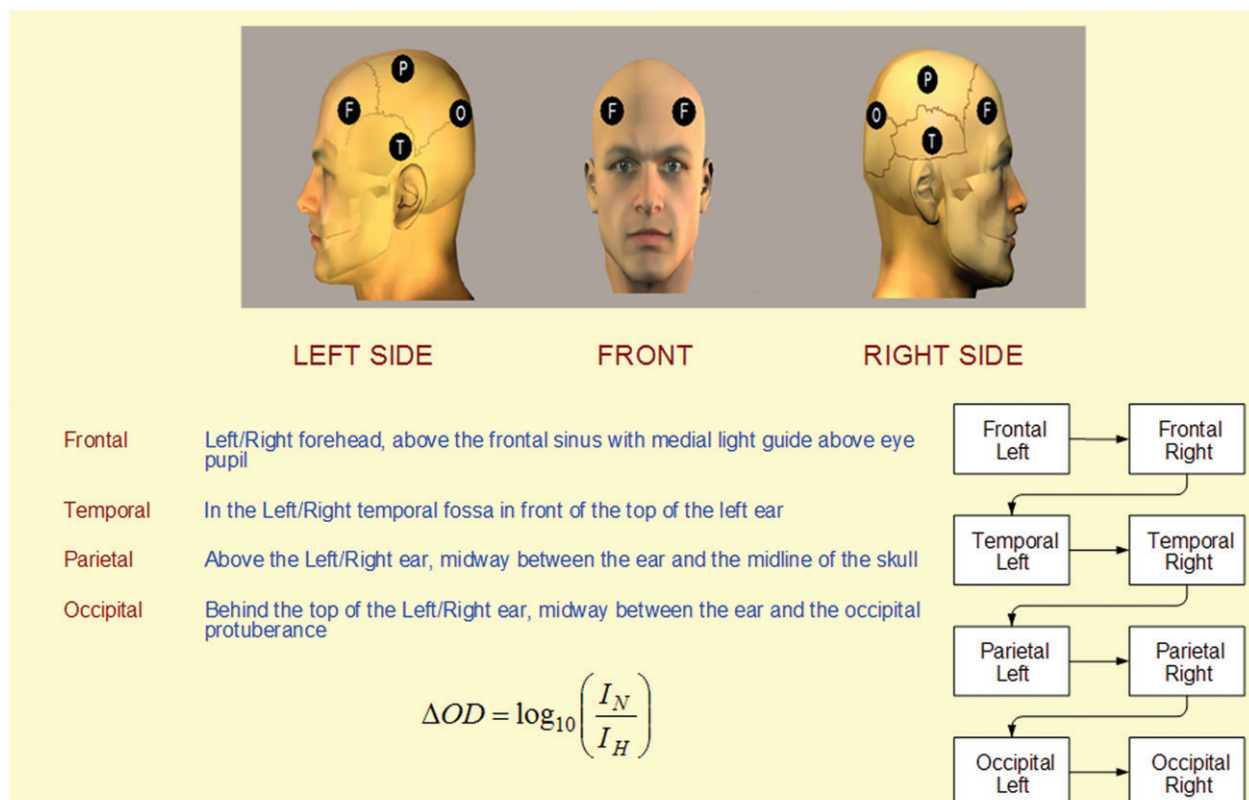 P
F
O
T
F
F
P
O
F
T
LEFT SIDE
FRONT
RIGHT SIDE
Frontal
Left/Right forehead, above the frontal sinus with medial light guide above eye
pupil
Temporal
In the Left/Right temporal fossa in front of the top of the left ear
Parietal
Above the Left/Right ear, midway between the ear and the midline of the skull
Occipital
Behind the top of the Left/Right ear, midway between the ear and the occipital
protuberance
ΔOD = log₁₀(I_N / I_H)
Frontal
Left
Frontal
Right
Temporal
Left
Temporal
Right
Parietal
Left
Parietal
Right
Occipital
Left
Occipital
Right